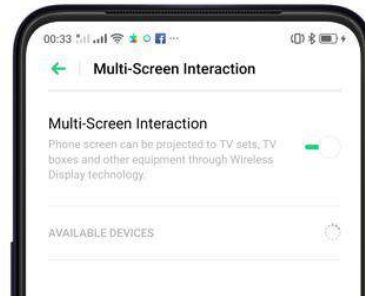 00:33
Multi-Screen Interaction
Multi-Screen Interaction
Phone screen can be projected to TV sets, TV
boxes and other equipment through Wireless
Display technology.
AVAILABLE DEVICES